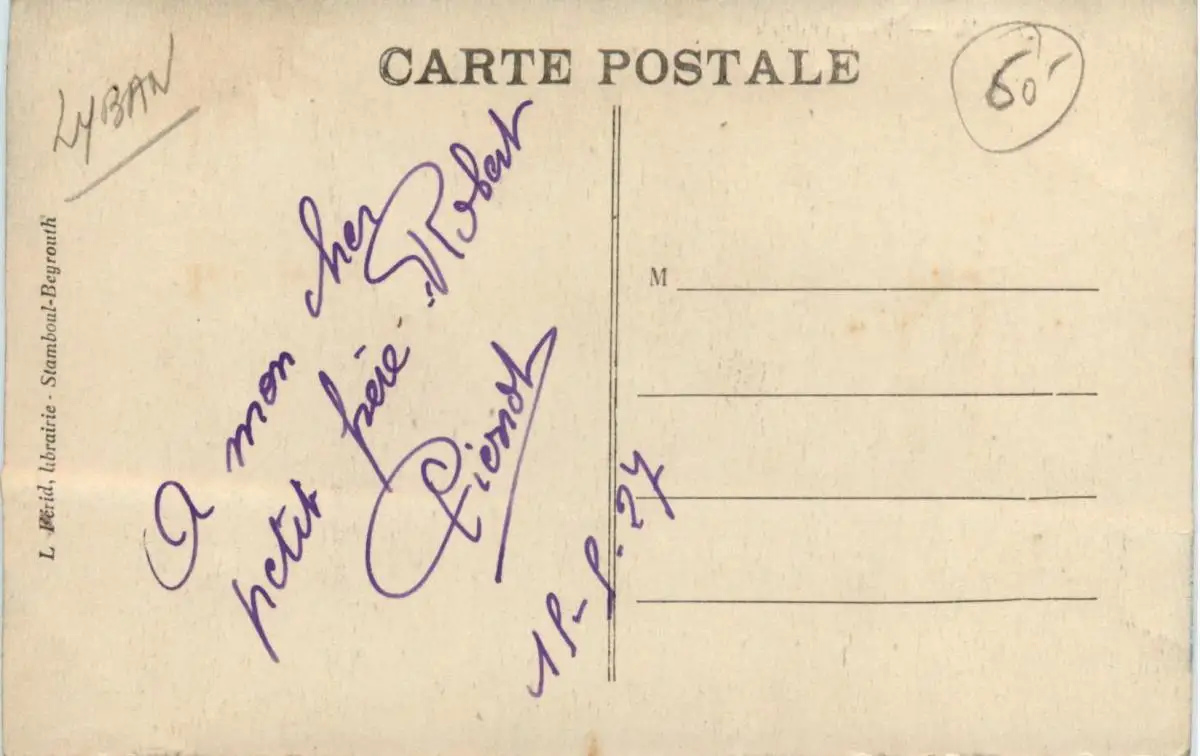 CARTE POSTALE
LYBAN
60
L. Férid, librairie - Stamboul-Beyrouth
M
A mon cher
petit frère Robert
Pierrot
18-8-27